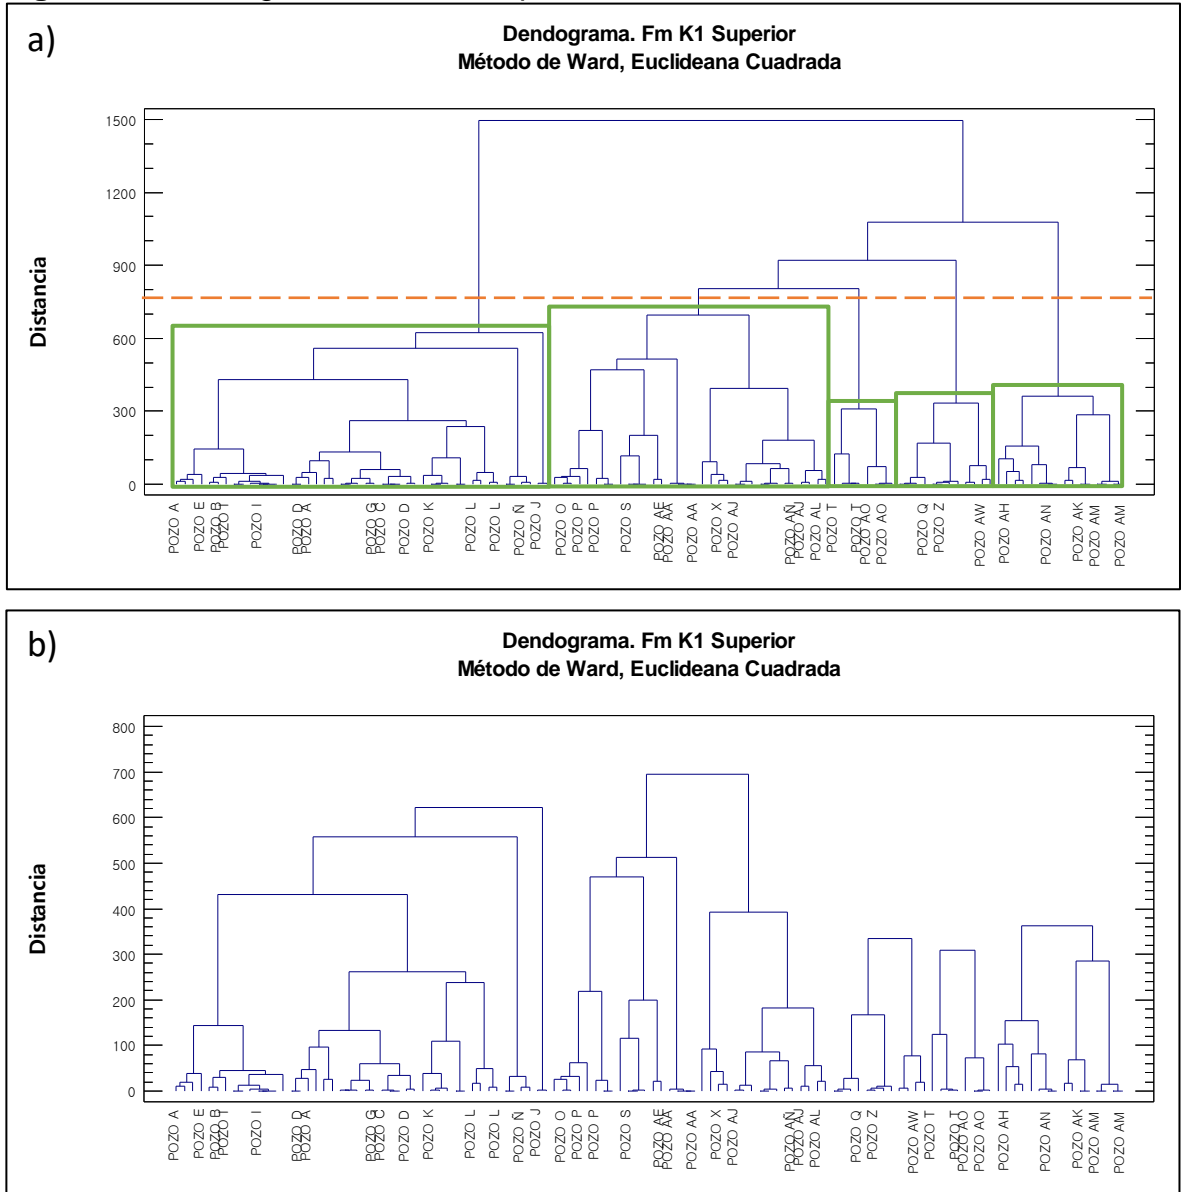 a)
Dendograma. Fm K1 Superior
Método de Ward, Euclideana Cuadrada
Distancia
1500
1200
900
600
300
0
POZO A
POZO E
POZO B
POZO T
POZO I
POZO D
POZO A
POZO G
POZO C
POZO D
POZO K
POZO L
POZO L
POZO Ñ
POZO J
POZO O
POZO P
POZO P
POZO S
POZO AE
POZO AA
POZO AA
POZO X
POZO AJ
POZO AÑ
POZO AJ
POZO AL
POZO T
POZO T
POZO AO
POZO AO
POZO Q
POZO Z
POZO AW
POZO AH
POZO AN
POZO AK
POZO AM
POZO AM
b)
Dendograma. Fm K1 Superior
Método de Ward, Euclideana Cuadrada
Distancia
800
700
600
500
400
300
200
100
0
POZO A
POZO E
POZO B
POZO T
POZO I
POZO D
POZO A
POZO G
POZO C
POZO D
POZO K
POZO L
POZO L
POZO Ñ
POZO J
POZO O
POZO P
POZO P
POZO S
POZO AE
POZO AA
POZO AA
POZO X
POZO AJ
POZO AÑ
POZO AJ
POZO AL
POZO Q
POZO Z
POZO AW
POZO T
POZO T
POZO AO
POZO AO
POZO AH
POZO AN
POZO AK
POZO AM
POZO AM